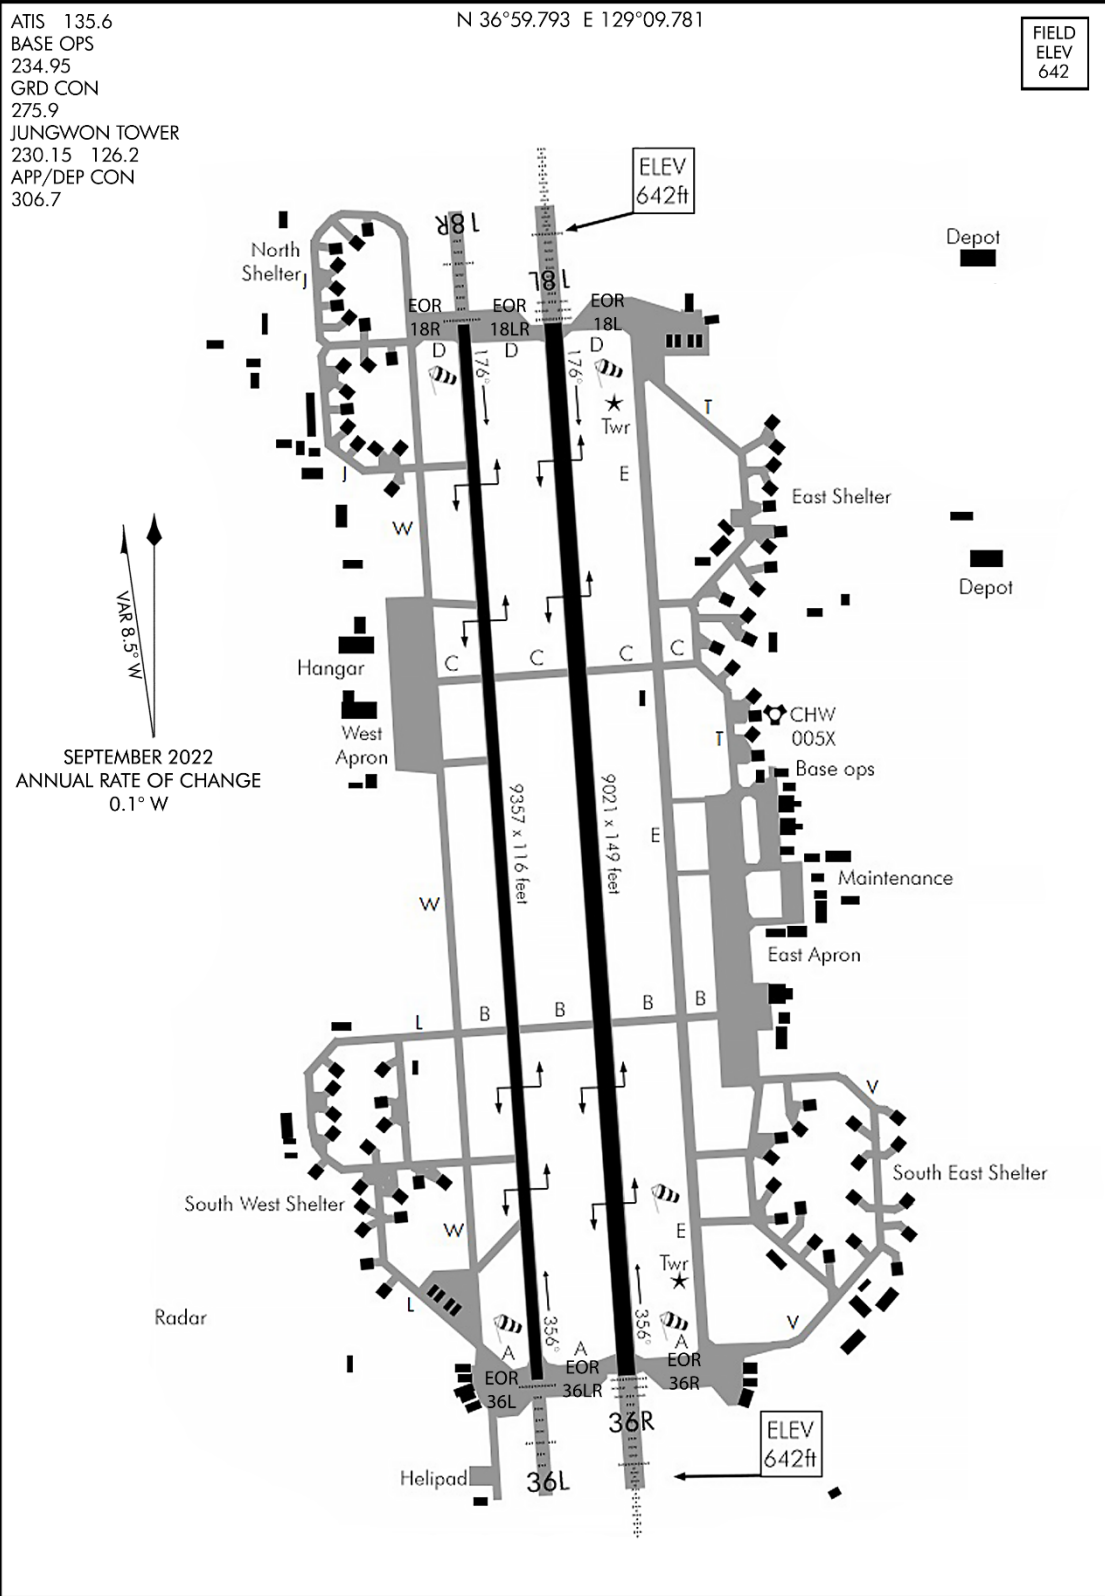 ATIS 135.6
BASE OPS
234.95
GRD CON
275.9
JUNGWON TOWER
230.15 126.2
APP/DEP CON
306.7
N 36°59.793 E 129°09.781
FIELD
ELEV
642
ELEV
642ft
18R
18L
North
Shelter
J
Depot
EOR
18R
EOR
18LR
EOR
18L
D
D
D
176°
176°
Twr
T
J
E
East Shelter
W
Depot
VAR 8.5° W
SEPTEMBER 2022
ANNUAL RATE OF CHANGE
0.1° W
Hangar
C
C
C
C
West
Apron
T
CHW
005X
Base ops
9357 x 116 feet
9021 x 149 feet
E
Maintenance
W
East Apron
L
B
B
B
B
V
South East Shelter
South West Shelter
W
E
Twr
L
Radar
356°
356°
V
A
A
A
EOR
36L
EOR
36LR
EOR
36R
36R
ELEV
642ft
Helipad
36L